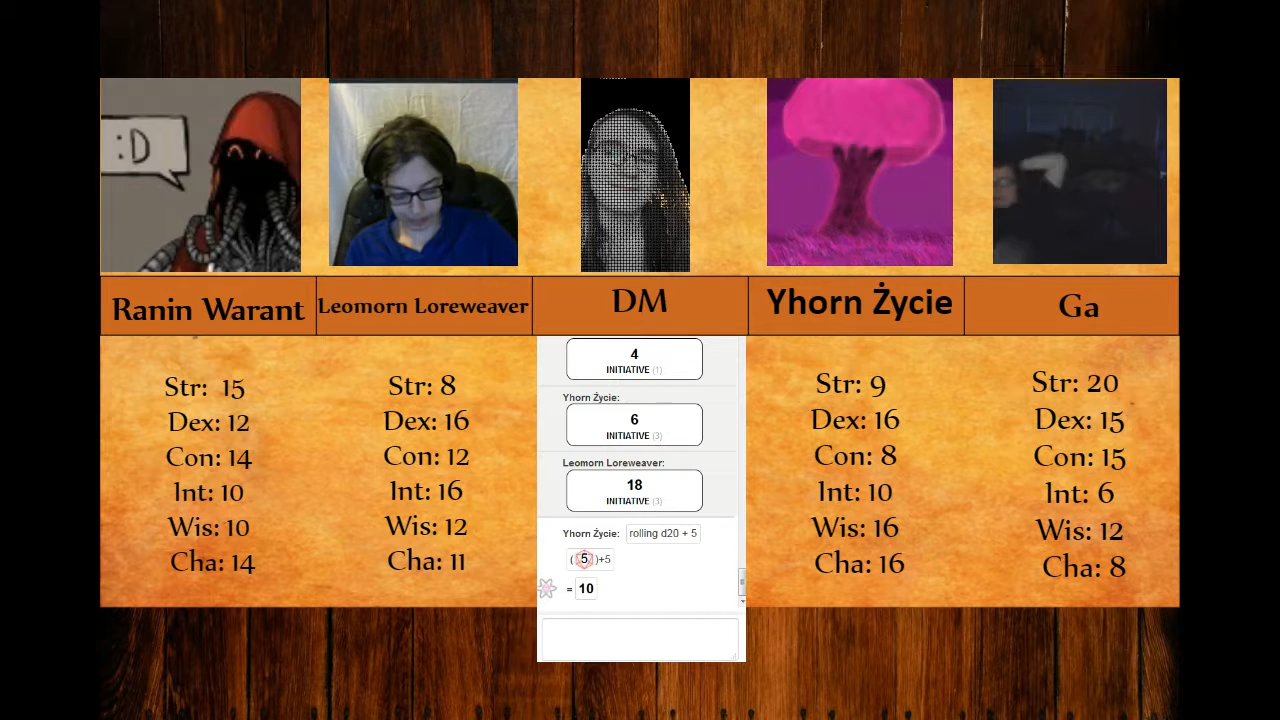 :D
Ranin Warant
Leomorn Loreweaver
DM
Yhorn Życie
Ga
Str: 15
Dex: 12
Con: 14
Int: 10
Wis: 10
Cha: 14
Str: 8
Dex: 16
Con: 12
Int: 16
Wis: 12
Cha: 11
4
INITIATIVE (1)
Yhorn Życie:
6
INITIATIVE (3)
Leomorn Loreweaver:
18
INITIATIVE (3)
Yhorn Życie: rolling d20 + 5
(5)+5
= 10
Str: 9
Dex: 16
Con: 8
Int: 10
Wis: 16
Cha: 16
Str: 20
Dex: 15
Con: 15
Int: 6
Wis: 12
Cha: 8